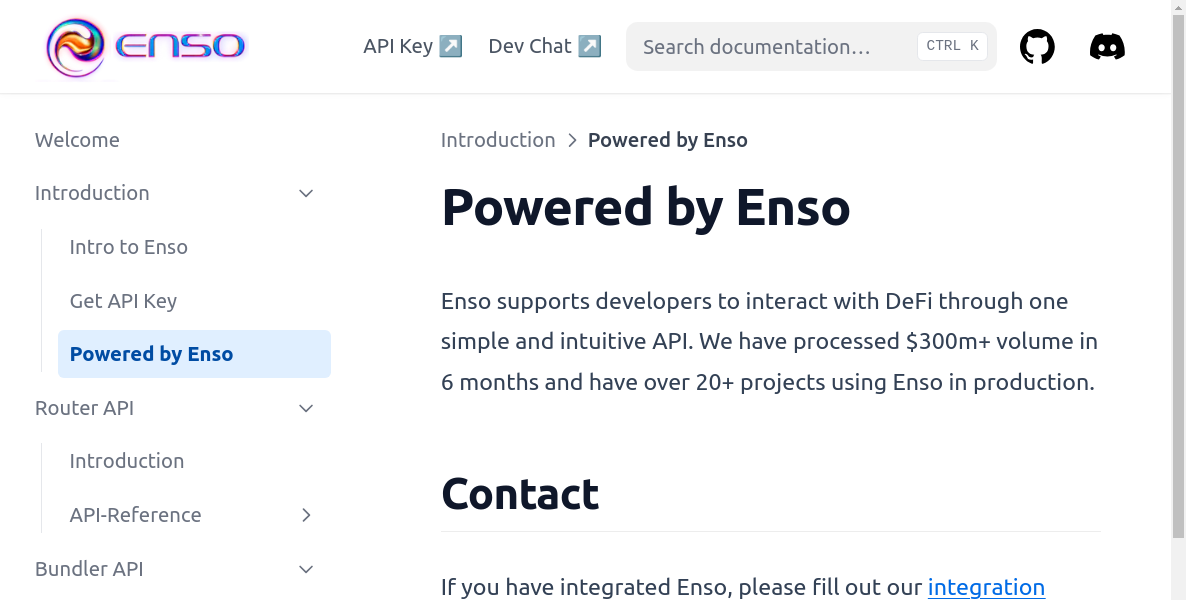 enso
API Key ↗
Dev Chat ↗
Search documentation…
CTRL K
Welcome
Introduction
Intro to Enso
Get API Key
Powered by Enso
Router API
Introduction
API-Reference
Bundler API
Introduction > Powered by Enso
Powered by Enso
Enso supports developers to interact with DeFi through one
simple and intuitive API. We have processed $300m+ volume in
6 months and have over 20+ projects using Enso in production.
Contact
If you have integrated Enso, please fill out our integration